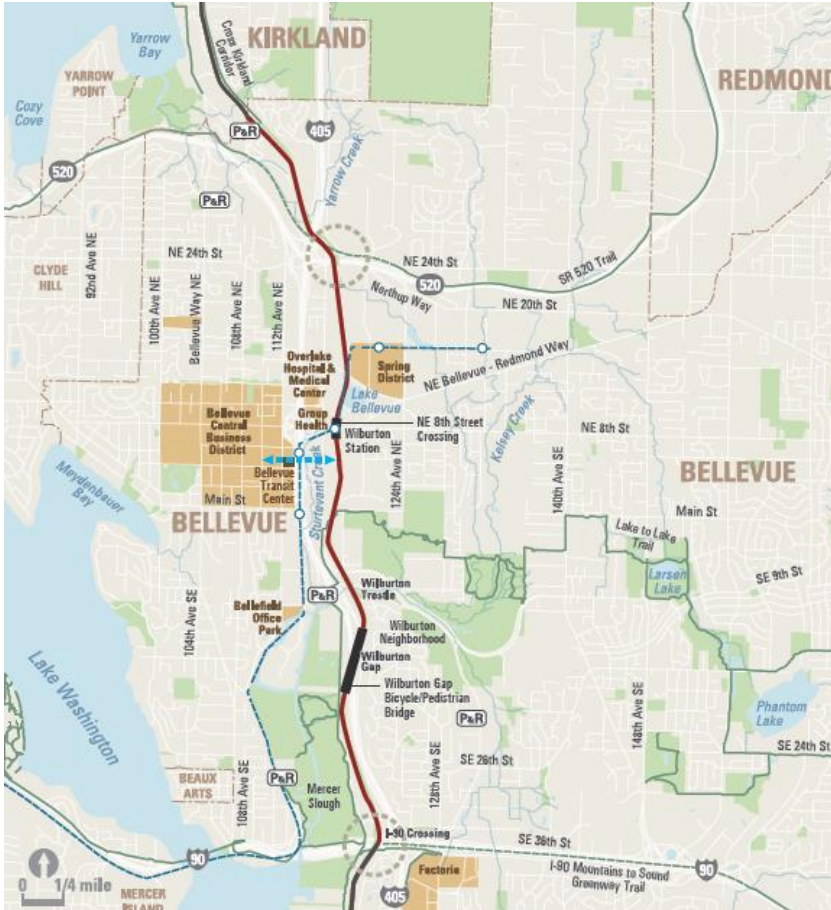 Yarrow
Bay
KIRKLAND
Cross Kirkland
Corridor
YARROW
POINT
REDMOND
Cozy
Cove
P&R
405
Yarrow Creek
520
P&R
NE 24th St
NE 24th St
SR 520 Trail
CLYDE
HILL
92nd Ave NE
100th Ave NE
Bellevue Way NE
108th Ave NE
112th Ave NE
520
Northup Way
NE 20th St
Overlake
Hospital &
Medical
Center
Spring
District
NE Bellevue - Redmond Way
Lake
Bellevue
Group
Health
Bellevue
Central
Business
District
NE 8th Street
Crossing
Wilburton
Station
Kelsey Creek
NE 8th St
124th Ave NE
140th Ave SE
BELLEVUE
Meydenbauer
Bay
Bellevue
Transit
Center
Main St
Sturtevant Creek
BELLEVUE
Main St
Lake to Lake
Trail
Larsen
Lake
SE 9th St
Wilburton
Trestle
P&R
Bellefield
Office
Park
104th Ave SE
Wilburton
Neighborhood
Wilburton
Gap
Wilburton Gap
Bicycle/Pedistrian
Bridge
Lake Washington
148th Ave SE
Phantom
Lake
P&R
SE 24th St
SE 26th St
128th Ave SE
BEAUX
ARTS
108th Ave SE
P&R
Mercer
Slough
I-90 Crossing
SE 36th St
90
90
I-90 Mountains to Sound
Greenway Trail
Factoria
405
0 1/4 mile
MERCER
ISLAND